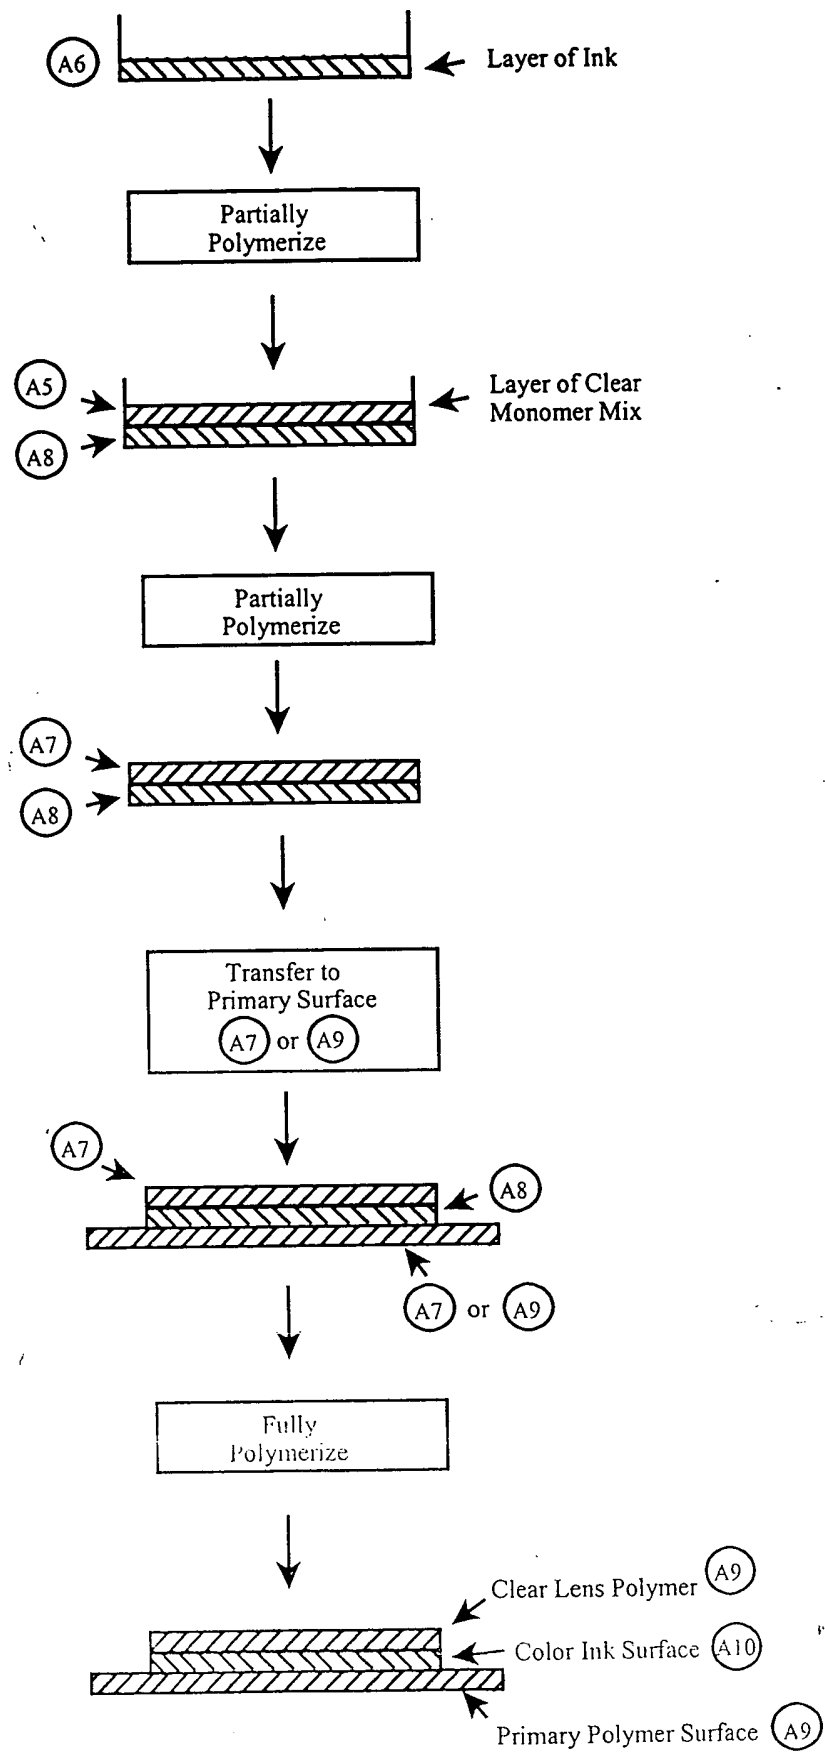 A6
Layer of Ink
Partially
Polymerize
A5
Layer of Clear
Monomer Mix
A8
Partially
Polymerize
A7
A8
Transfer to
Primary Surface
A7 or A9
A7
A8
A7 or A9
Fully
Polymerize
Clear Lens Polymer A9
Color Ink Surface A10
Primary Polymer Surface A9